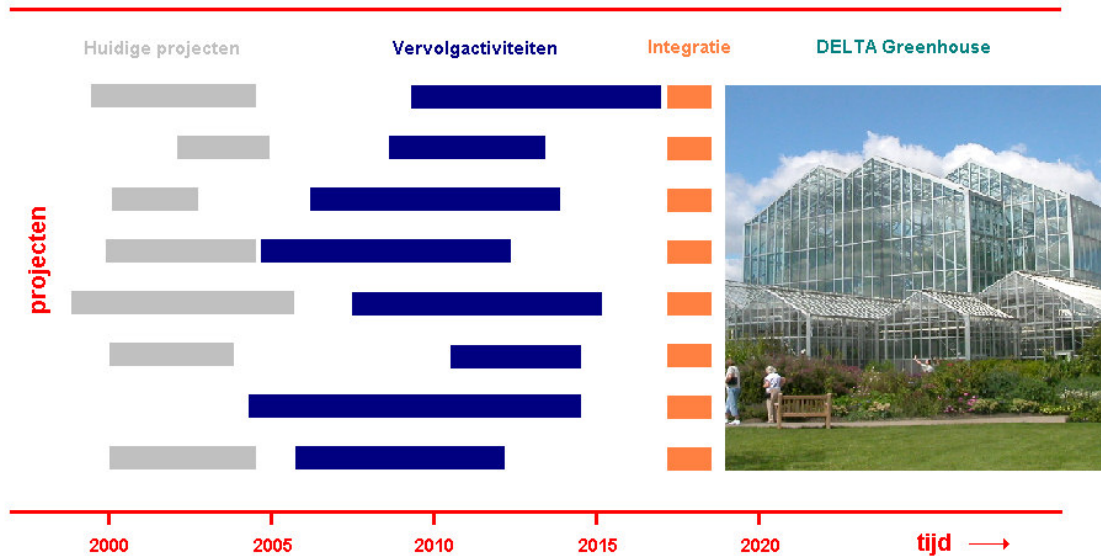 Huidige projecten
Vervolgactiviteiten
Integratie
DELTA Greenhouse
projecten
2000
2005
2010
2015
2020
tijd